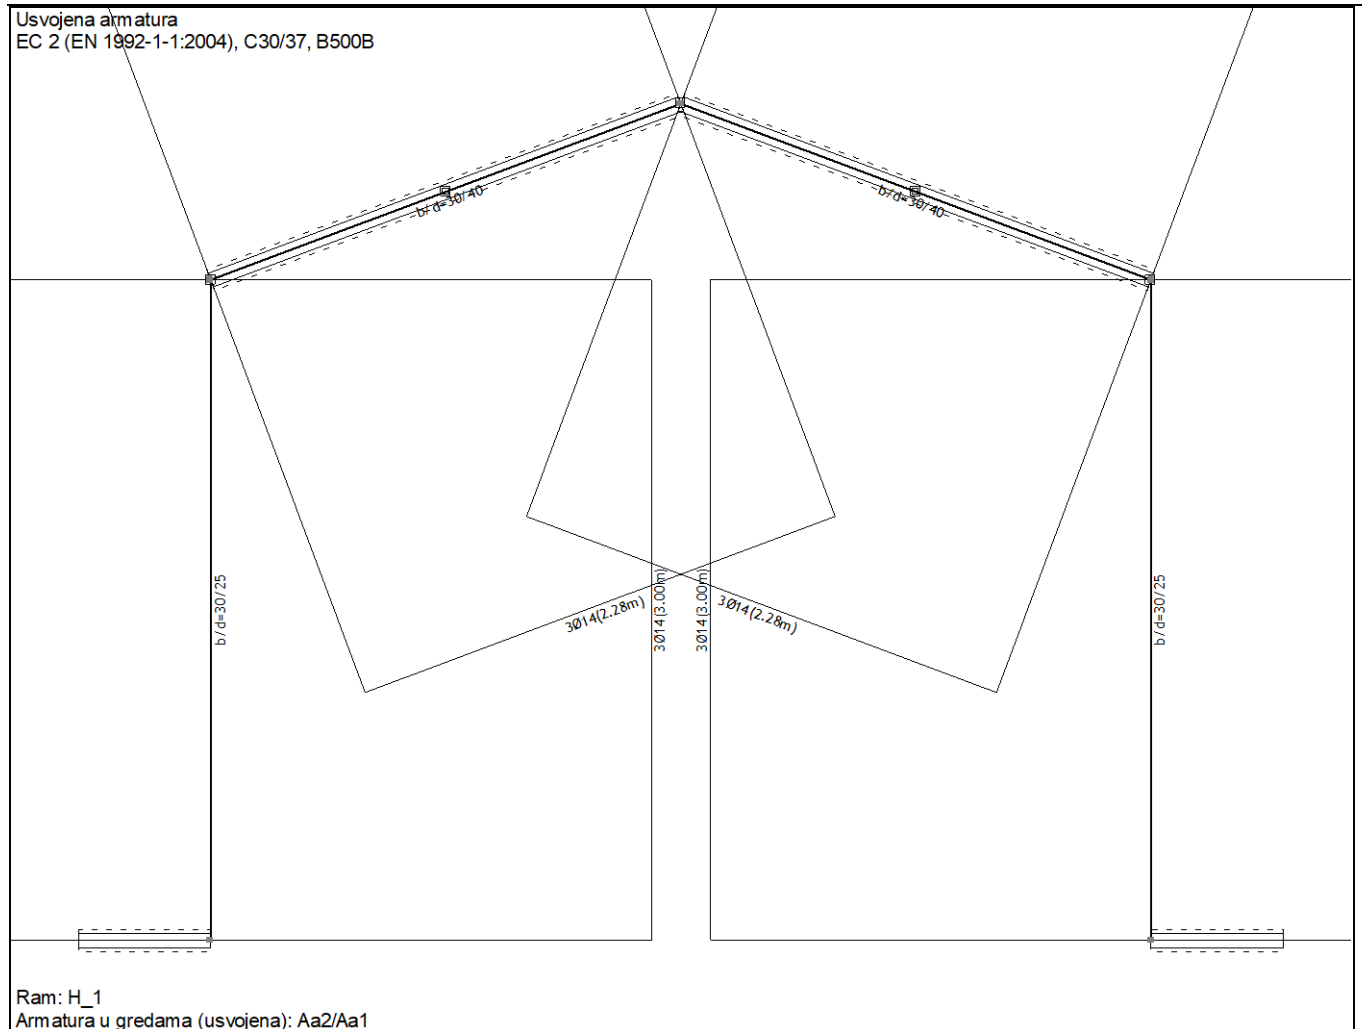 Usvojena armatura
EC 2 (EN 1992-1-1:2004), C30/37, B500B
b/d=30/40
b/d=30/40
b/d=30/25
3Ø14(2.28m)
3Ø14(3.00m)
3Ø14(3.00m)
3Ø14(2.28m)
b/d=30/25
Ram: H_1
Armatura u gredama (usvojena): Aa2/Aa1